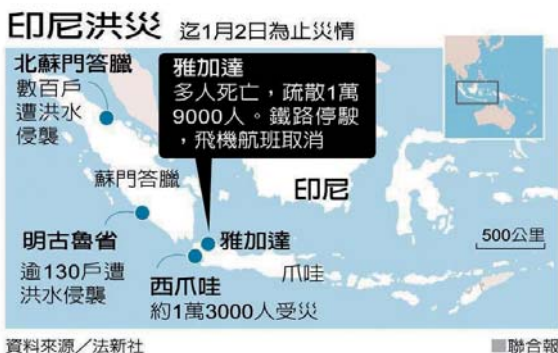 印尼洪災 迄1月2日為止災情
北蘇門答臘
數百戶
遭洪水
侵襲
雅加達
多人死亡，疏散1萬
9000人。鐵路停駛
，飛機航班取消
蘇門答臘
印尼
明古魯省
逾130戶遭
洪水侵襲
雅加達
西爪哇
約1萬3000人受災
爪哇
500公里
資料來源／法新社
■聯合報